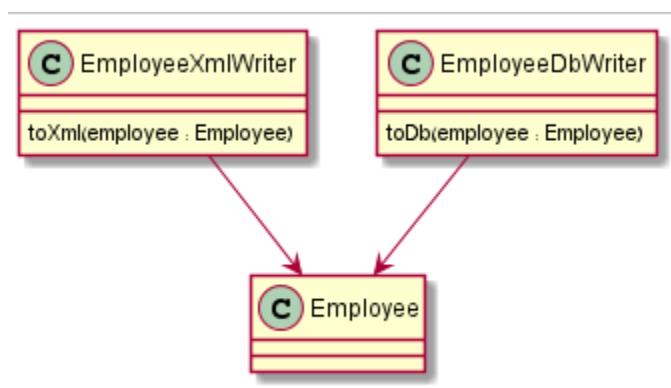 C EmployeeXmlWriter
toXml(employee : Employee)
C EmployeeDbWriter
toDb(employee : Employee)
C Employee